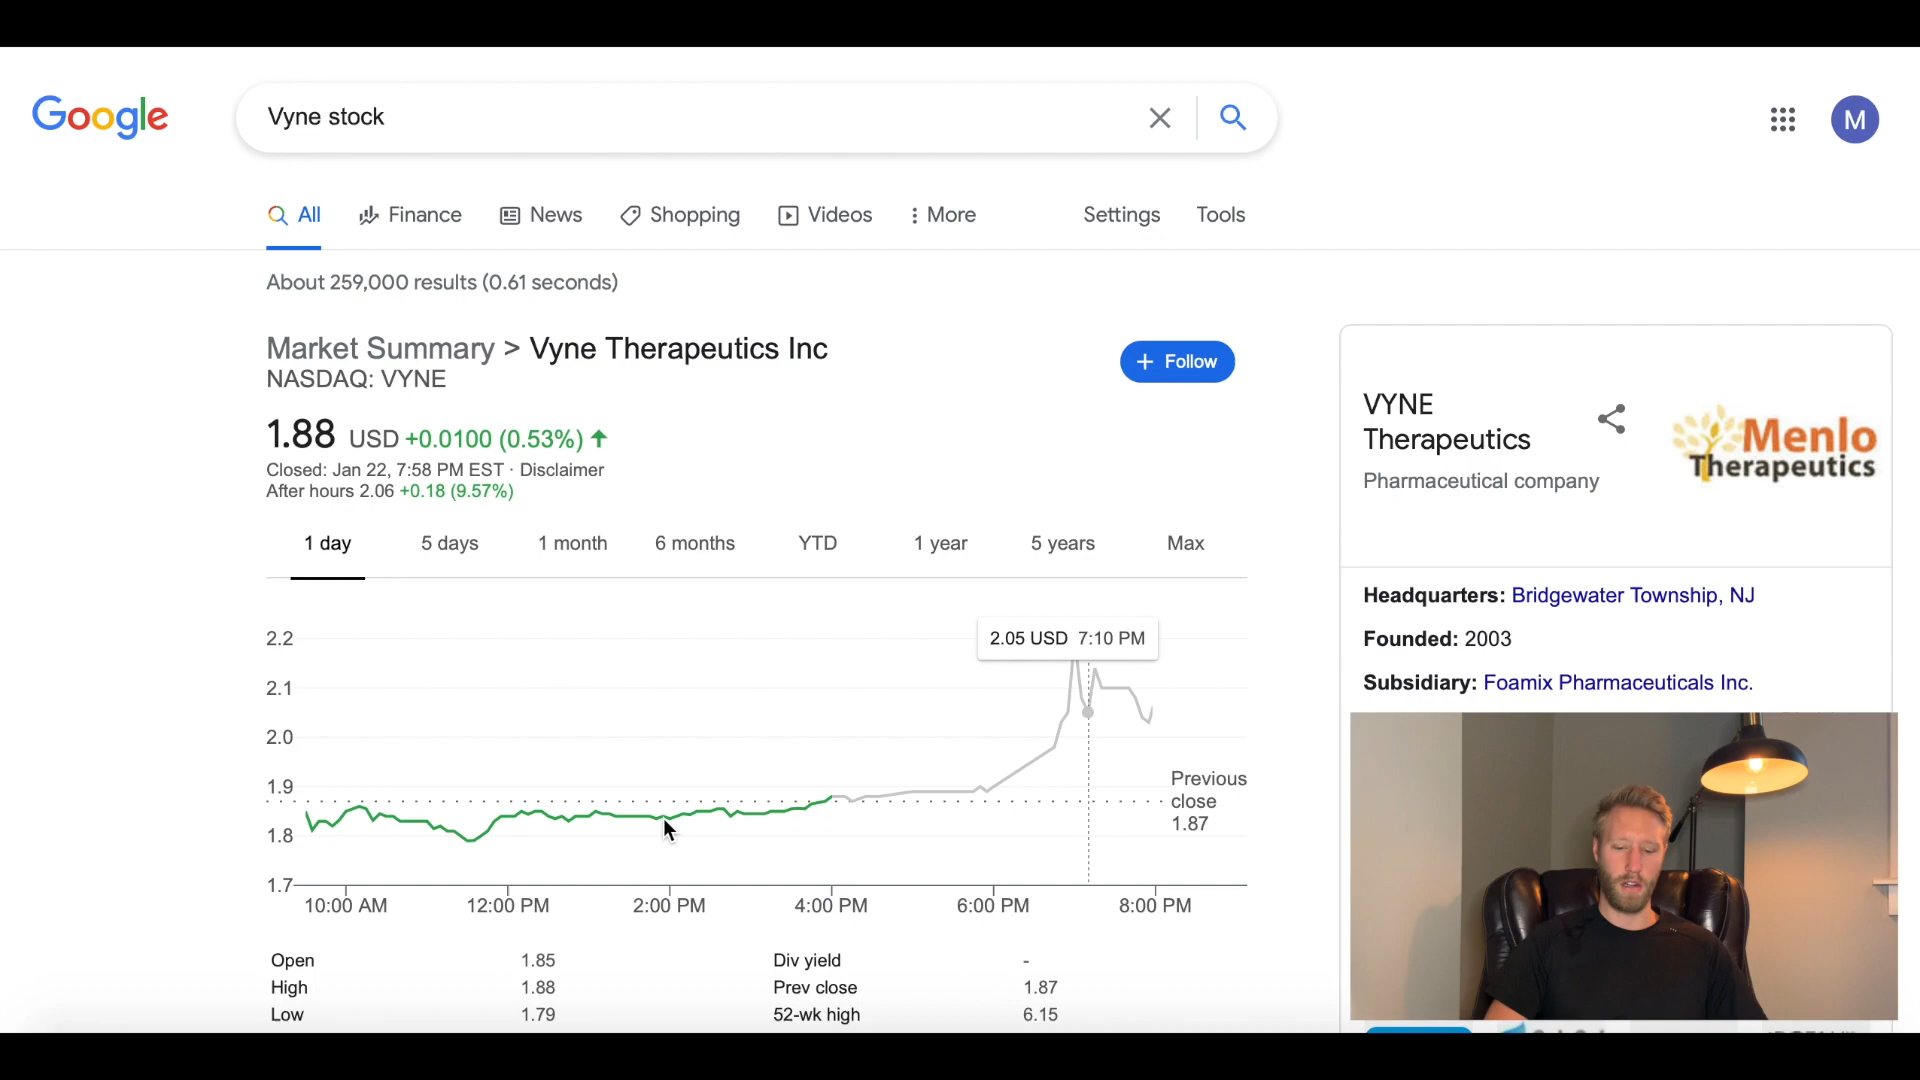 Google
Vyne stock
M
All
Finance
News
Shopping
Videos
More
Settings
Tools
About 259,000 results (0.61 seconds)
Market Summary > Vyne Therapeutics Inc
NASDAQ: VYNE
+ Follow
1.88 USD +0.0100 (0.53%)
Closed: Jan 22, 7:58 PM EST · Disclaimer
After hours 2.06 +0.18 (9.57%)
1 day
5 days
1 month
6 months
YTD
1 year
5 years
Max
2.05 USD 7:10 PM
2.2
2.1
2.0
1.9
1.8
1.7
Previous
close
1.87
10:00 AM
12:00 PM
2:00 PM
4:00 PM
6:00 PM
8:00 PM
Open 1.85
Div yield -
High 1.88
Prev close 1.87
Low 1.79
52-wk high 6.15
VYNE
Therapeutics
Pharmaceutical company
Menlo
Therapeutics
Headquarters: Bridgewater Township, NJ
Founded: 2003
Subsidiary: Foamix Pharmaceuticals Inc.